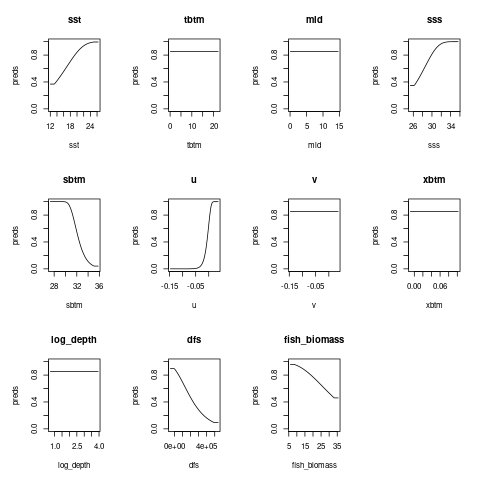 sst tbtm mld sss
preds 0.0 0.4 0.8 preds 0.0 0.4 0.8 preds 0.0 0.4 0.8 preds 0.0 0.4 0.8
12 18 24 0 10 20 0 5 10 15 26 30 34
sst tbtm mld sss
sbtm u v xbtm
preds 0.0 0.4 0.8 preds 0.0 0.4 0.8 preds 0.0 0.4 0.8 preds 0.0 0.4 0.8
28 32 36 -0.15 -0.05 -0.15 -0.05 0.00 0.06
sbtm u v xbtm
log_depth dfs fish_biomass
preds 0.0 0.4 0.8 preds 0.0 0.4 0.8 preds 0.0 0.4 0.8
1.0 2.5 4.0 0e+00 4e+05 5 15 25 35
log_depth dfs fish_biomass